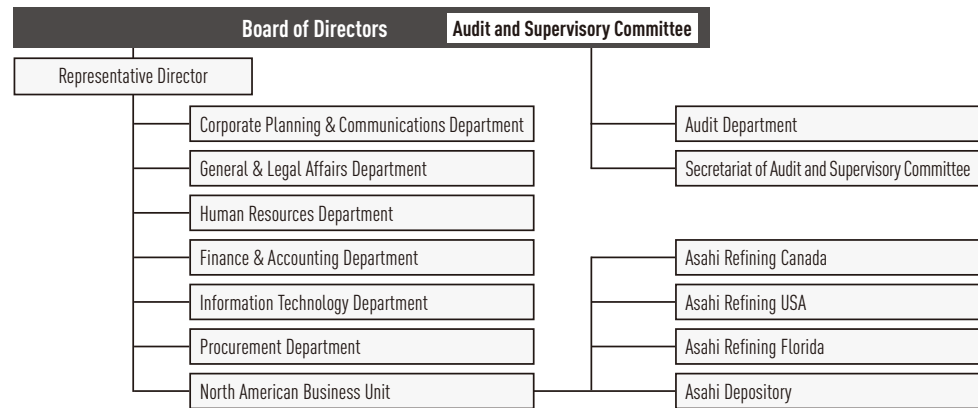 Board of Directors
Audit and Supervisory Committee
Representative Director
Corporate Planning & Communications Department
General & Legal Affairs Department
Human Resources Department
Finance & Accounting Department
Information Technology Department
Procurement Department
North American Business Unit
Audit Department
Secretariat of Audit and Supervisory Committee
Asahi Refining Canada
Asahi Refining USA
Asahi Refining Florida
Asahi Depository